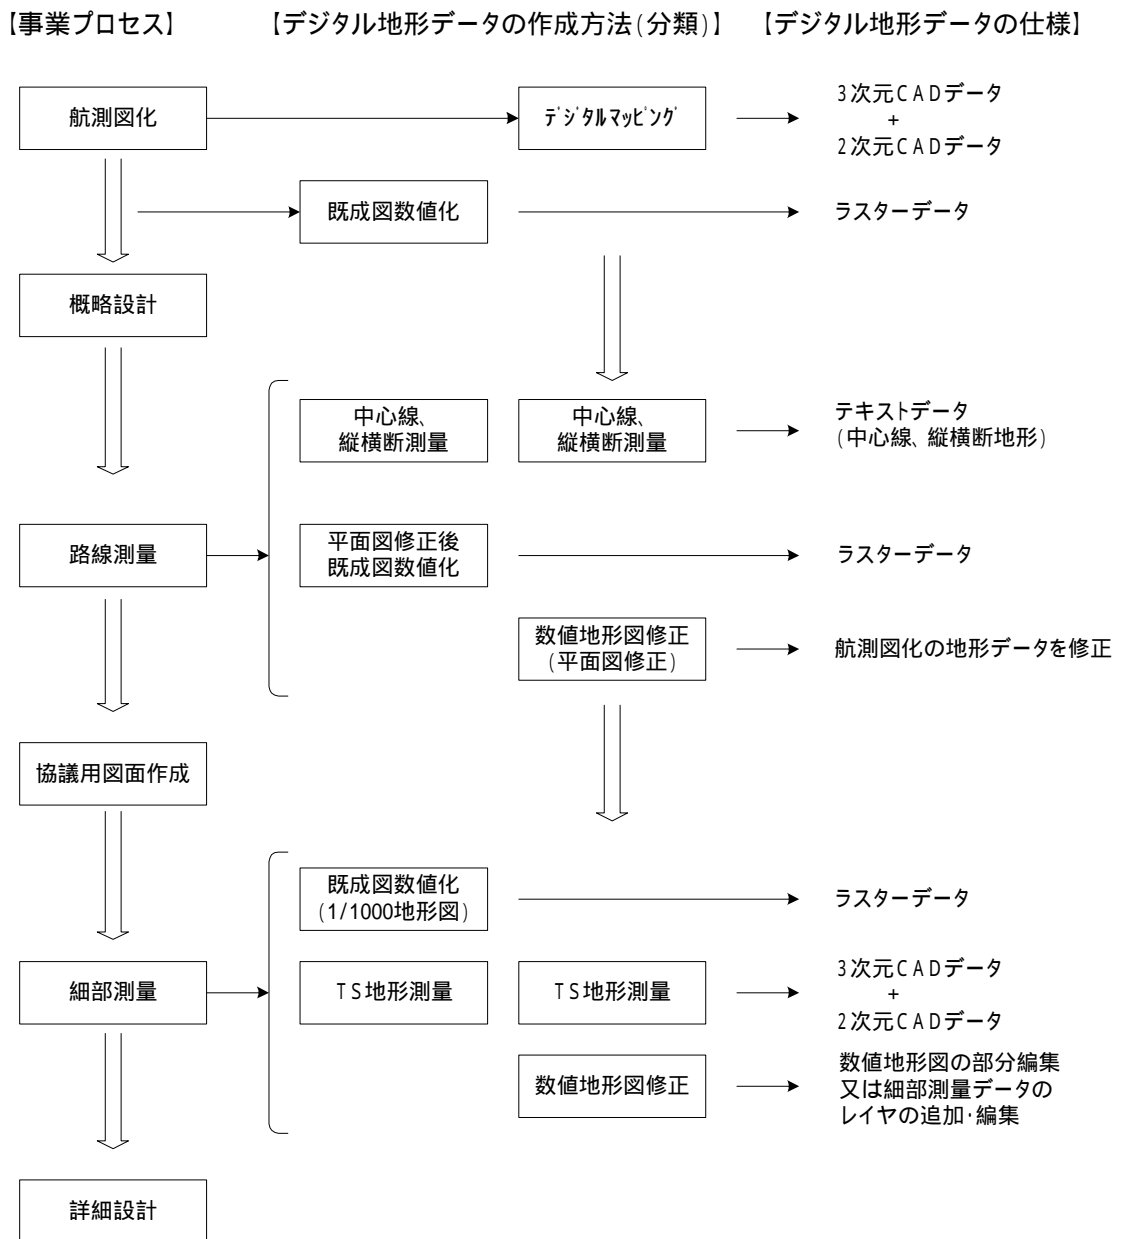 【事業プロセス】 【デジタル地形データの作成方法(分類)】 【デジタル地形データの仕様】
航測図化
デジタルマッピング
3次元CADデータ
+
2次元CADデータ
既成図数値化
ラスターデータ
概略設計
中心線、
縦横断測量
中心線、
縦横断測量
テキストデータ
(中心線、縦横断地形)
路線測量
平面図修正後
既成図数値化
ラスターデータ
数値地形図修正
(平面図修正)
航測図化の地形データを修正
協議用図面作成
既成図数値化
(1/1000地形図)
ラスターデータ
細部測量
TS地形測量
TS地形測量
3次元CADデータ
+
2次元CADデータ
数値地形図修正
数値地形図の部分編集
又は細部測量データの
レイヤの追加・編集
詳細設計